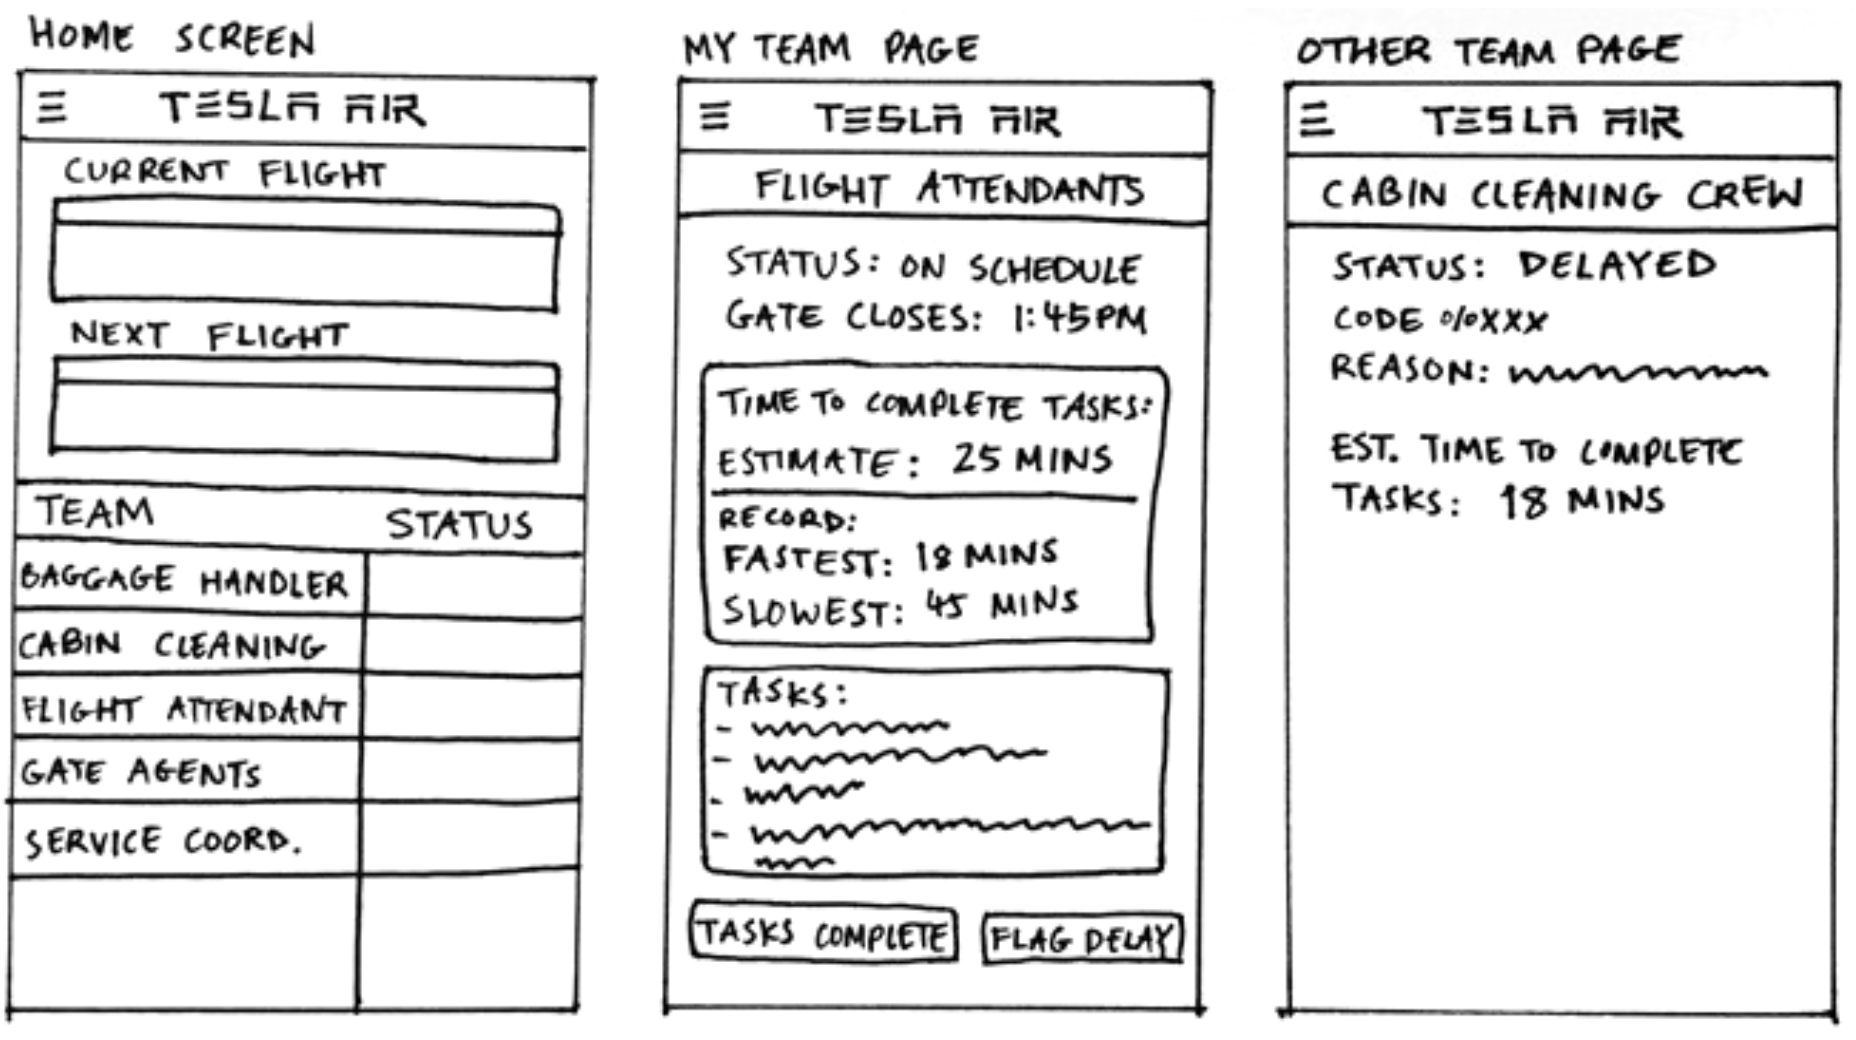 HOME SCREEN
TESLA AIR
CURRENT FLIGHT
NEXT FLIGHT
TEAM STATUS
BAGGAGE HANDLER
CABIN CLEANING
FLIGHT ATTENDANT
GATE AGENTS
SERVICE COORD.
MY TEAM PAGE
TESLA AIR
FLIGHT ATTENDANTS
STATUS: ON SCHEDULE
GATE CLOSES: 1:45PM
TIME TO COMPLETE TASKS:
ESTIMATE: 25 MINS
RECORD:
FASTEST: 18 MINS
SLOWEST: 45 MINS
TASKS:
TASKS COMPLETE
FLAG DELAY
OTHER TEAM PAGE
TESLA AIR
CABIN CLEANING CREW
STATUS: DELAYED
CODE %XXX
REASON:
EST. TIME TO COMPLETE
TASKS: 18 MINS